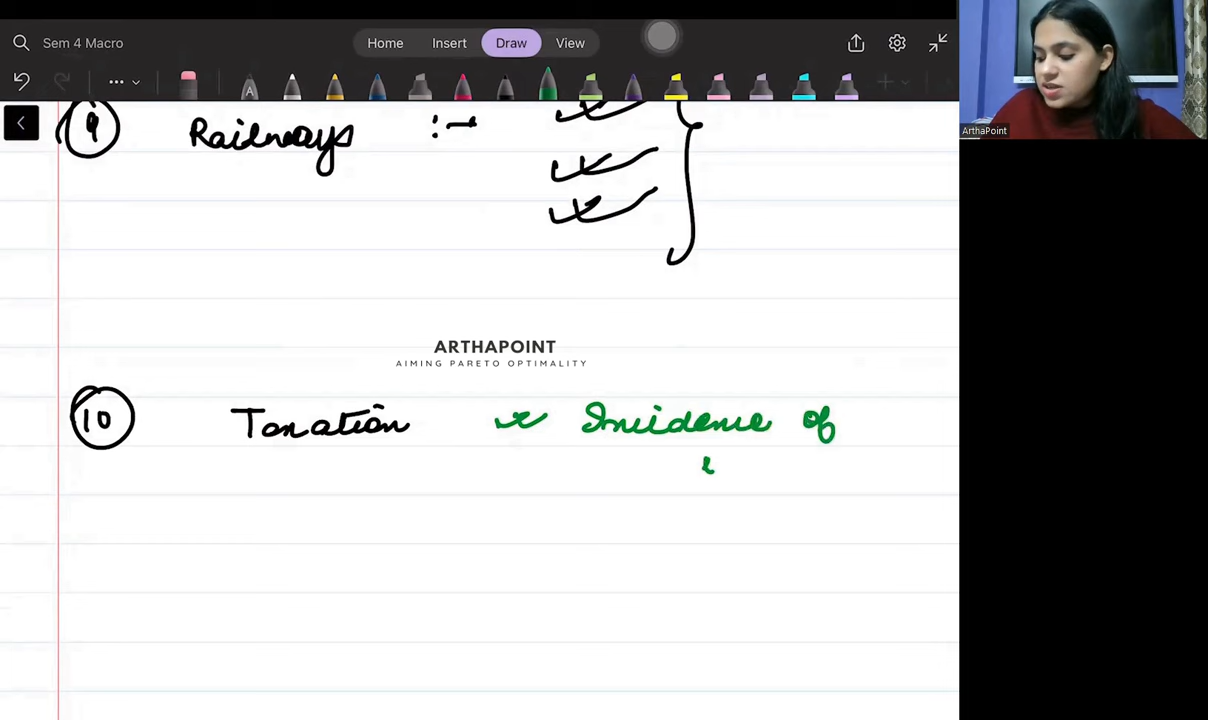 Sem 4 Macro
Home Insert Draw View
A
ArthaPoint
9 Railways :-
ARTHAPOINT
AIMING PARETO OPTIMALITY
10 Taxation Incidence of